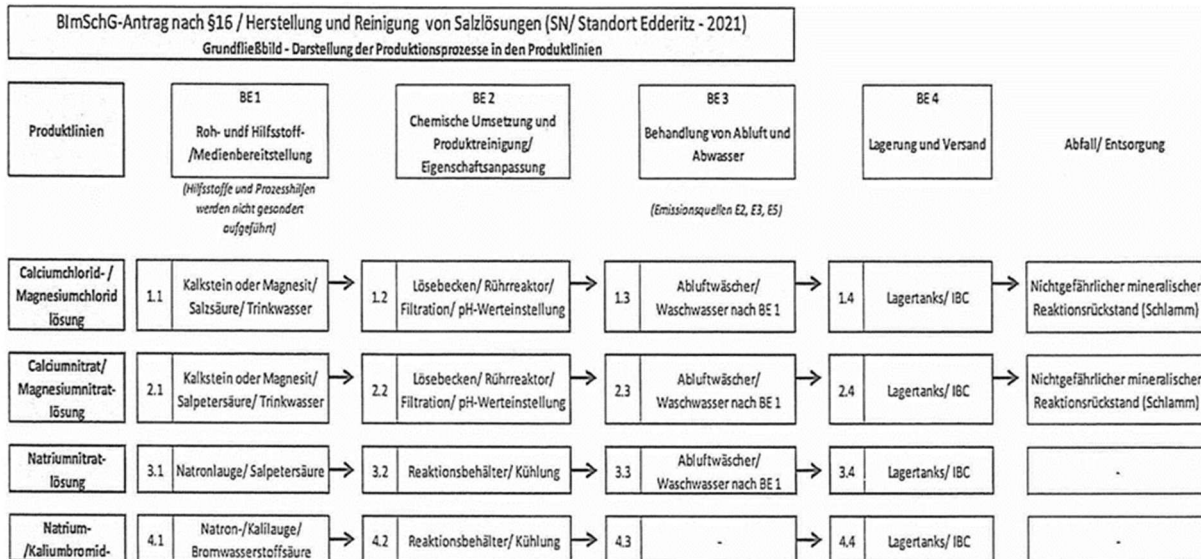 BImSchG-Antrag nach §16 / Herstellung und Reinigung von Salzlösungen (SN/ Standort Edderitz - 2021)
Grundfließbild - Darstellung der Produktionsprozesse in den Produktlinien
Produktlinien
BE 1
Roh- undf Hilfsstoff-
/Medienbereitstellung
(Hilfsstoffe und Prozesshilfen
werden nicht gesondert
aufgeführt)
BE 2
Chemische Umsetzung und
Produktreinigung/
Eigenschaftsanpassung
BE 3
Behandlung von Abluft und
Abwasser
(Emissionsquellen E2, E3, E5)
BE 4
Lagerung und Versand
Abfall/ Entsorgung
Calciumchlorid- /
Magnesiumchlorid
lösung
1.1
Kalkstein oder Magnesit/
Salzsäure/ Trinkwasser
1.2
Lösebecken/ Rührreaktor/
Filtration/ pH-Werteinstellung
1.3
Abluftwäscher/
Waschwasser nach BE 1
1.4
Lagertanks/ IBC
Nichtgefährlicher mineralischer
Reaktionsrückstand (Schlamm)
Calciumnitrat/
Magnesiumnitrat-
lösung
2.1
Kalkstein oder Magnesit/
Salpetersäure/ Trinkwasser
2.2
Lösebecken/ Rührreaktor/
Filtration/ pH-Werteinstellung
2.3
Abluftwäscher/
Waschwasser nach BE 1
2.4
Lagertanks/ IBC
Nichtgefährlicher mineralischer
Reaktionsrückstand (Schlamm)
Natriumnitrat-
lösung
3.1
Natronlauge/ Salpetersäure
3.2
Reaktionsbehälter/ Kühlung
3.3
Abluftwäscher/
Waschwasser nach BE 1
3.4
Lagertanks/ IBC
-
Natrium-
/Kaliumbromid-
4.1
Natron-/Kalilauge/
Bromwasserstoffsäure
4.2
Reaktionsbehälter/ Kühlung
4.3
-
4.4
Lagertanks/ IBC
-